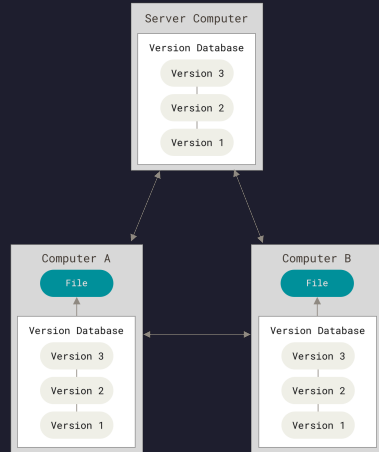 Server Computer
Version Database
Version 3
Version 2
Version 1
Computer A
File
Version Database
Version 3
Version 2
Version 1
Computer B
File
Version Database
Version 3
Version 2
Version 1